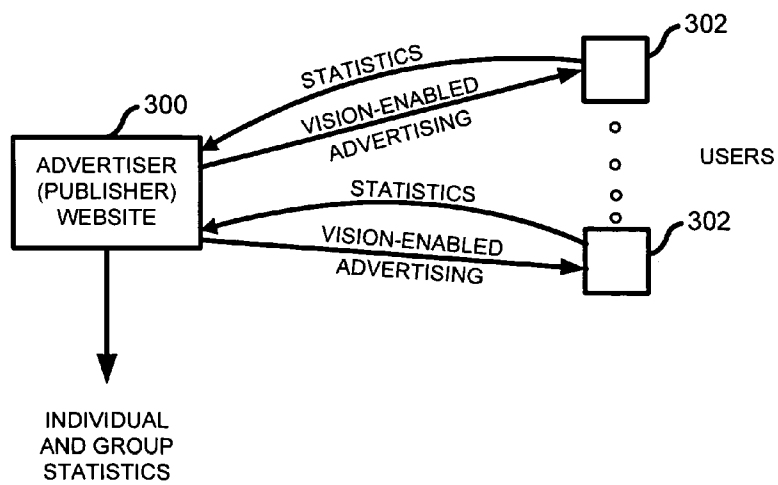 302
STATISTICS
300
VISION-ENABLED
ADVERTISING
ADVERTISER
(PUBLISHER)
WEBSITE
USERS
STATISTICS
302
VISION-ENABLED
ADVERTISING
INDIVIDUAL
AND GROUP
STATISTICS